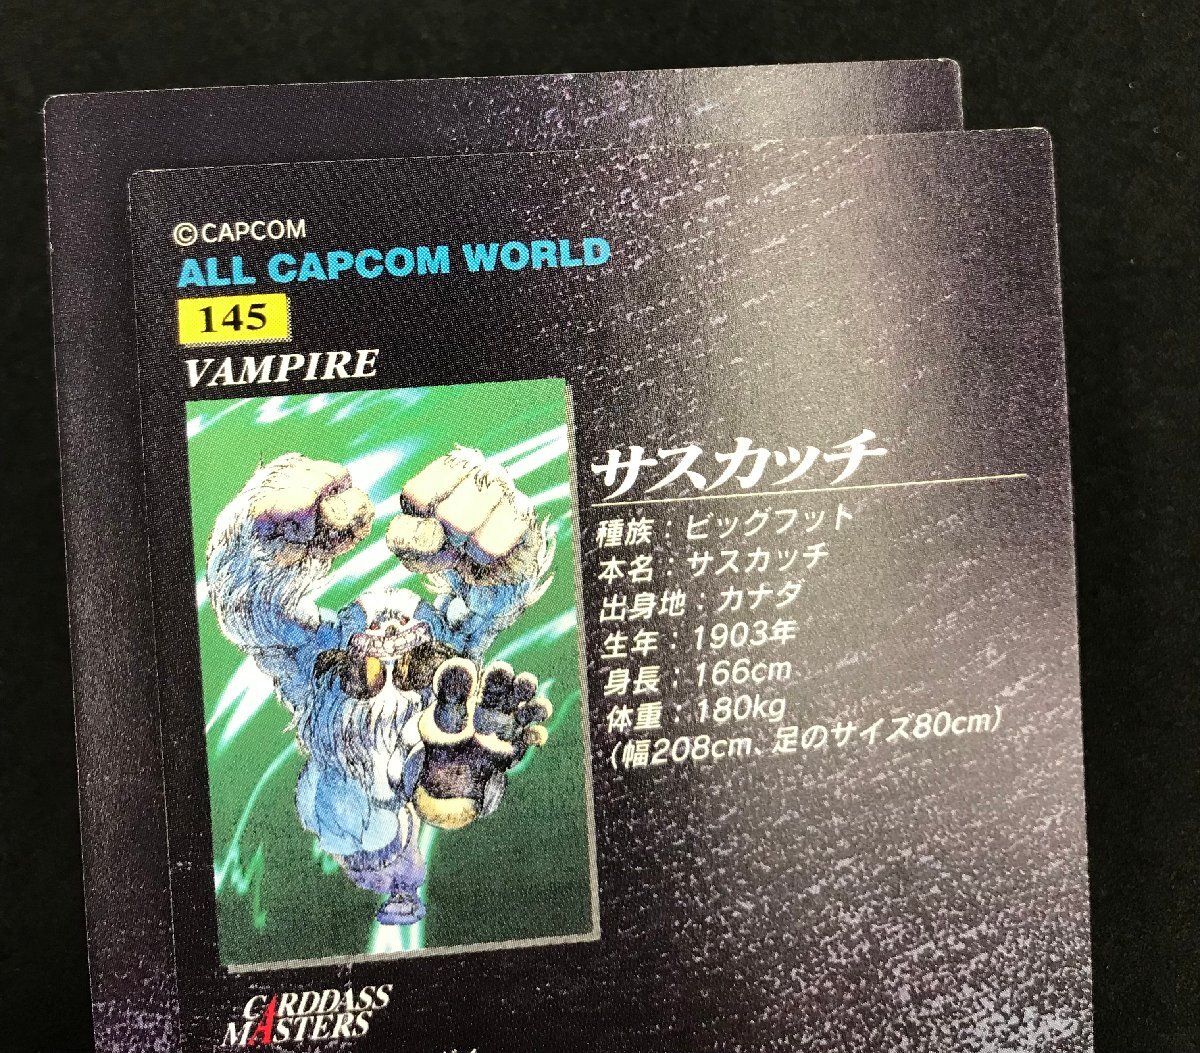 ©CAPCOM
ALL CAPCOM WORLD
145
VAMPIRE
サスカッチ
種族：ビッグフット
本名：サスカッチ
出身地：カナダ
生年：1903年
身長：166cm
体重：180kg
（幅208cm、足のサイズ80cm）
CARDDASS
MASTERS